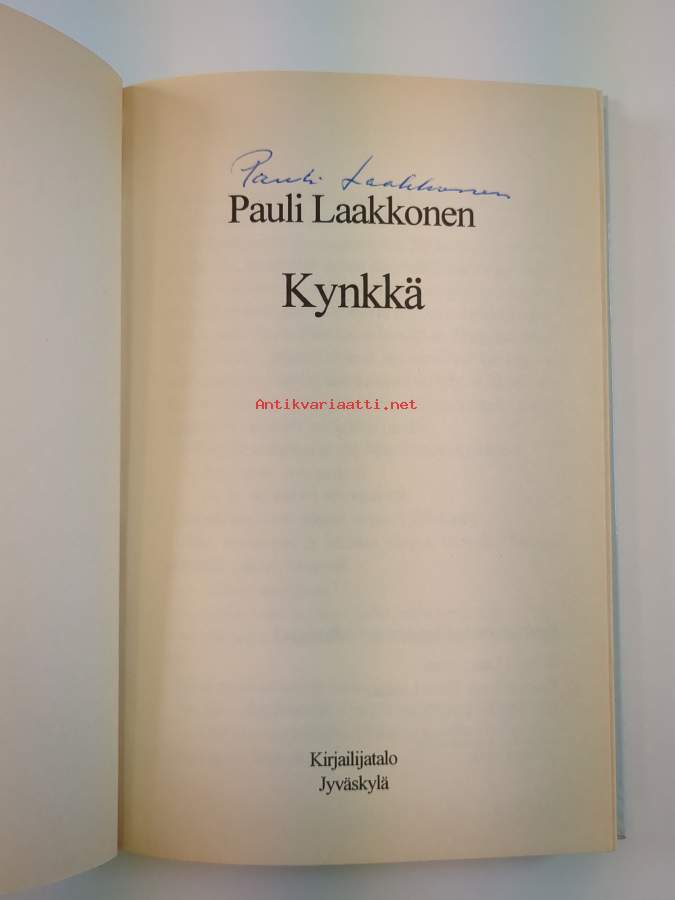 Pauli Laakkonen
Pauli Laakkonen
Kynkkä
Antikvariaatti.net
Kirjailijatalo
Jyväskylä